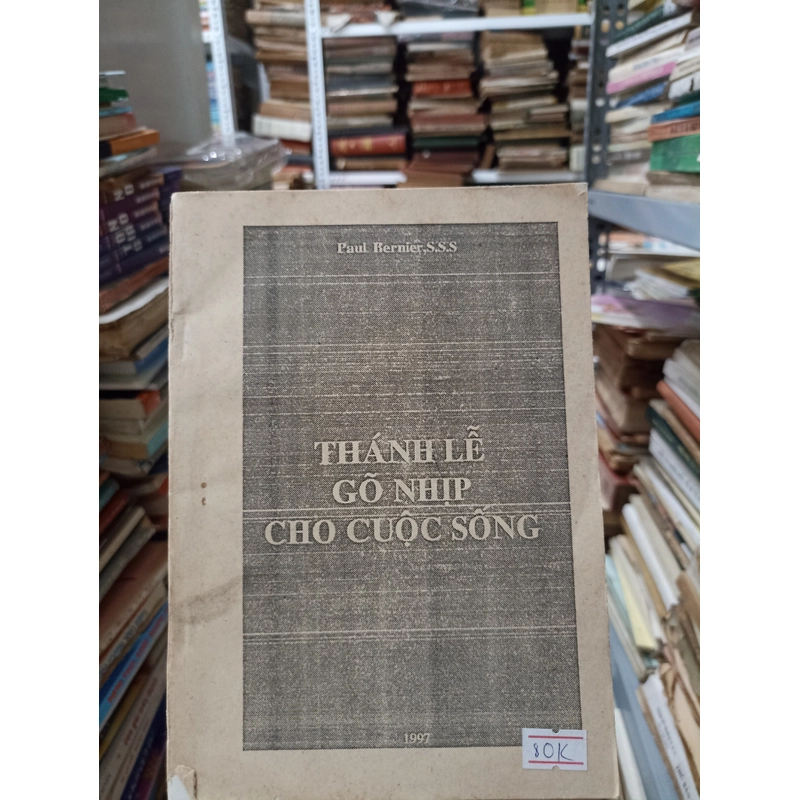 Paul Bernier,S.S.S
THÁNH LỄ
GÕ NHỊP
CHO CUỘC SỐNG
1997
80K